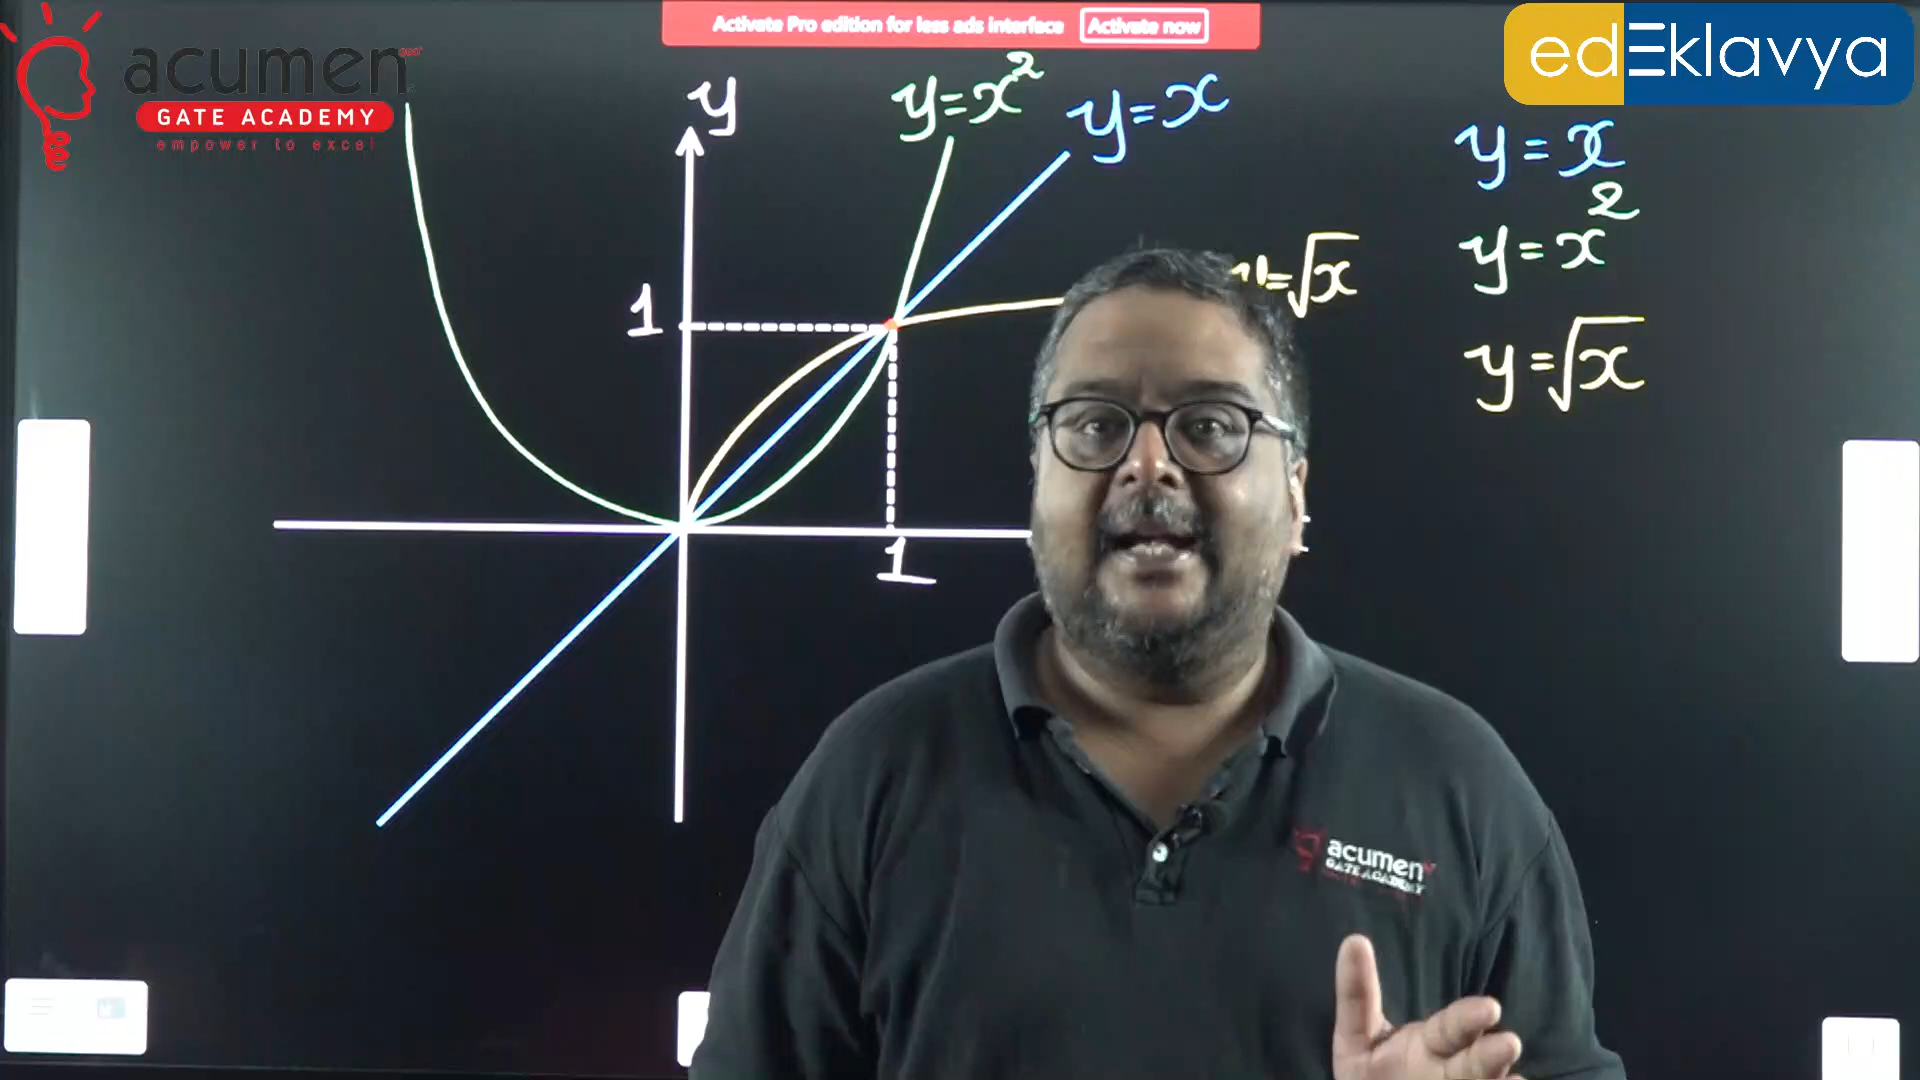 Activate Pro edition for less ads interface Activate now
acumen
GATE ACADEMY
empower to excel
edEklavya
y
y=x²
y=x
1
1
y=√x
y=x
y=x²
y=√x
acumen
GATE ACADEMY